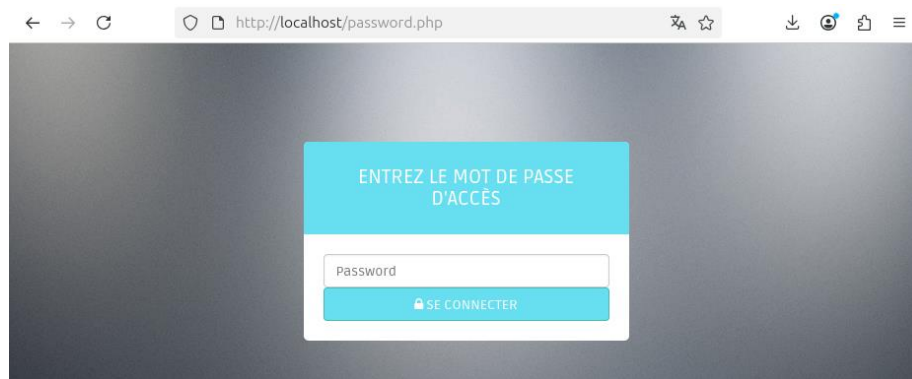 http://localhost/password.php
ENTREZ LE MOT DE PASSE
D'ACCÈS
Password
SE CONNECTER